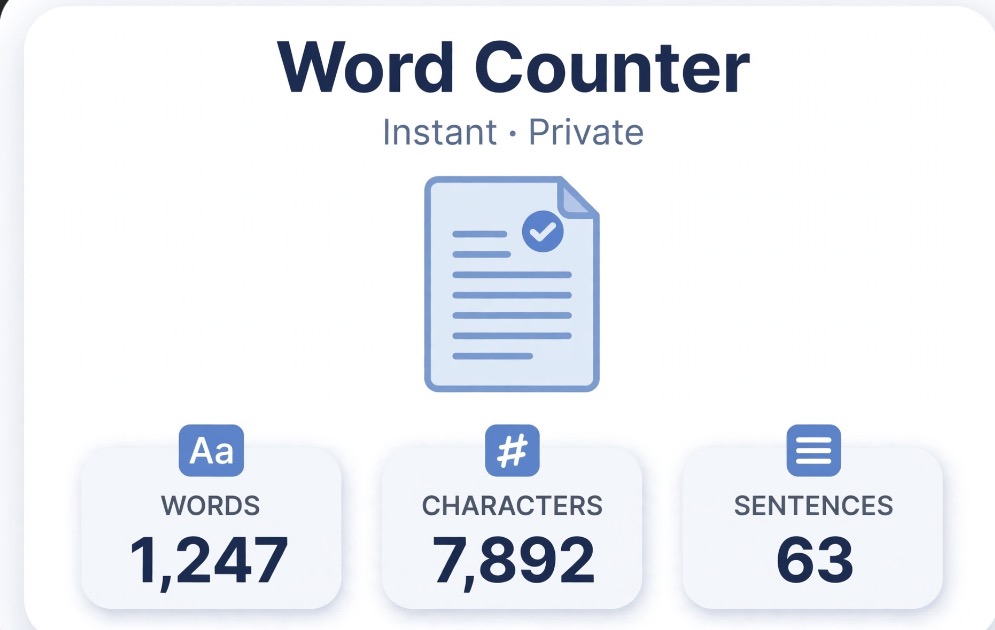 Word Counter
Instant · Private
Aa
#
WORDS
CHARACTERS
SENTENCES
1,247
7,892
63